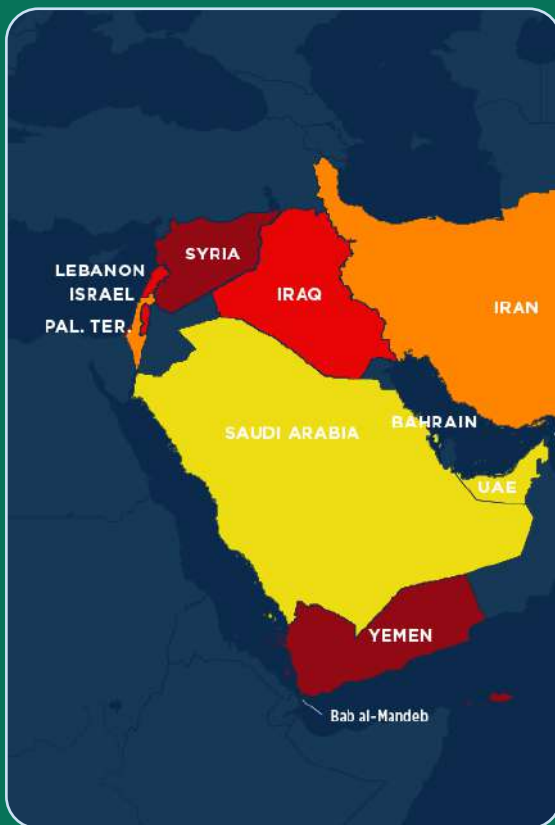 SYRIA
LEBANON
ISRAEL
IRAQ
IRAN
PAL. TER.
BAHRAIN
SAUDI ARABIA
UAE
YEMEN
Bab al-Mandeb